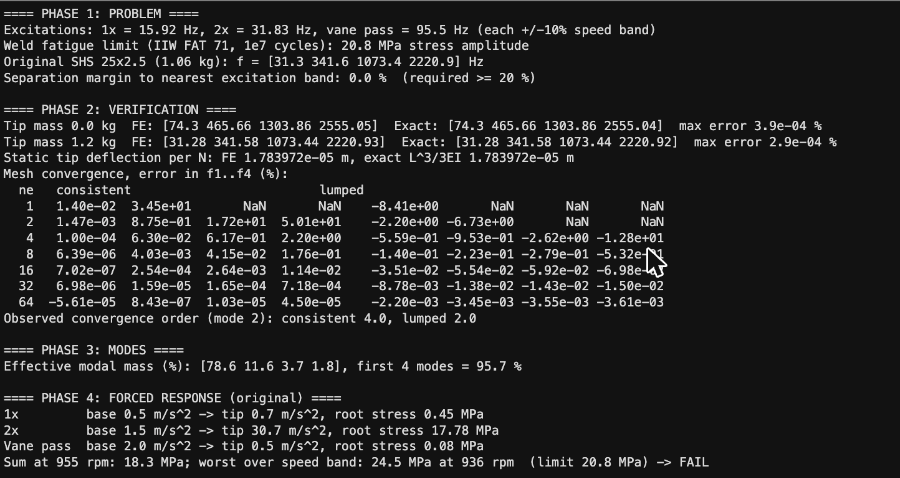 ==== PHASE 1: PROBLEM ====
Excitations: 1x = 15.92 Hz, 2x = 31.83 Hz, vane pass = 95.5 Hz (each +/-10% speed band)
Weld fatigue limit (IIW FAT 71, 1e7 cycles): 20.8 MPa stress amplitude
Original SHS 25x2.5 (1.06 kg): f = [31.3 341.6 1073.4 2220.9] Hz
Separation margin to nearest excitation band: 0.0 %  (required >= 20 %)
==== PHASE 2: VERIFICATION ====
Tip mass 0.0 kg  FE: [74.3 465.66 1303.86 2555.05]  Exact: [74.3 465.66 1303.86 2555.04]  max error 3.9e-04 %
Tip mass 1.2 kg  FE: [31.28 341.58 1073.44 2220.93]  Exact: [31.28 341.58 1073.44 2220.92]  max error 2.9e-04 %
Static tip deflection per N: FE 1.783972e-05 m, exact L^3/3EI 1.783972e-05 m
Mesh convergence, error in f1..f4 (%):
ne   consistent                         lumped
1   1.40e-02  3.45e+01       NaN       NaN   -8.41e+00       NaN       NaN       NaN
2   1.47e-03  8.75e-01  1.72e+01  5.01e+01   -2.20e+00 -6.73e+00       NaN       NaN
4   1.00e-04  6.30e-02  6.17e-01  2.20e+00   -5.59e-01 -9.53e-01 -2.62e+00 -1.28e+01
8   6.39e-06  4.03e-03  4.15e-02  1.76e-01   -1.40e-01 -2.23e-01 -2.79e-01
16   7.02e-07  2.54e-04  2.64e-03  1.14e-02   -3.51e-02 -5.54e-02 -5.92e-02
32   6.98e-06  1.59e-05  1.65e-04  7.18e-04   -8.78e-03 -1.38e-02 -1.43e-02 -1.50e-02
64  -5.61e-05  8.43e-07  1.03e-05  4.50e-05   -2.20e-03 -3.45e-03 -3.55e-03 -3.61e-03
Observed convergence order (mode 2): consistent 4.0, lumped 2.0
==== PHASE 3: MODES ====
Effective modal mass (%): [78.6 11.6 3.7 1.8], first 4 modes = 95.7 %
==== PHASE 4: FORCED RESPONSE (original) ====
1x         base 0.5 m/s^2 -> tip 0.7 m/s^2, root stress 0.45 MPa
2x         base 1.5 m/s^2 -> tip 30.7 m/s^2, root stress 17.78 MPa
Vane pass  base 2.0 m/s^2 -> tip 0.5 m/s^2, root stress 0.08 MPa
Sum at 955 rpm: 18.3 MPa; worst over speed band: 24.5 MPa at 936 rpm  (limit 20.8 MPa) -> FAIL